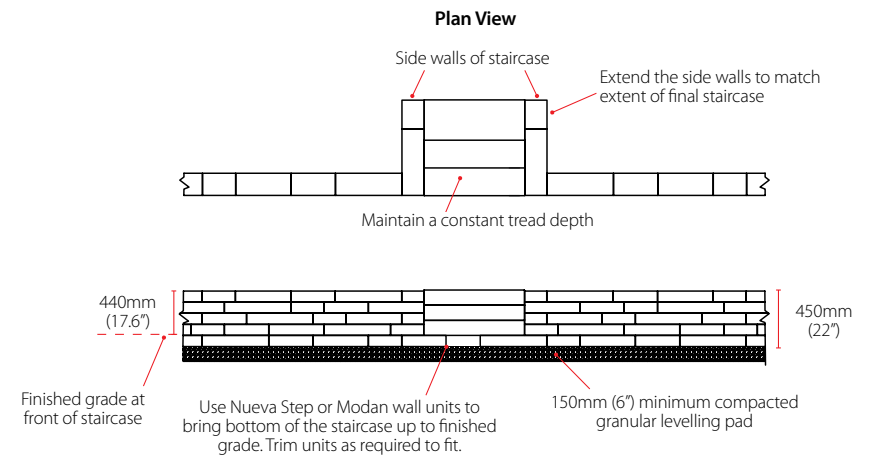 Plan View
Side walls of staircase
Extend the side walls to match
extent of final staircase
Maintain a constant tread depth
440mm
(17.6”)
450mm
(22”)
Finished grade at
front of staircase
Use Nueva Step or Modan wall units to
bring bottom of the staircase up to finished
grade. Trim units as required to fit.
150mm (6”) minimum compacted
granular levelling pad